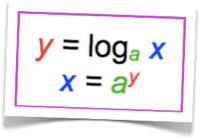 y = logₐ x
x = aʸ